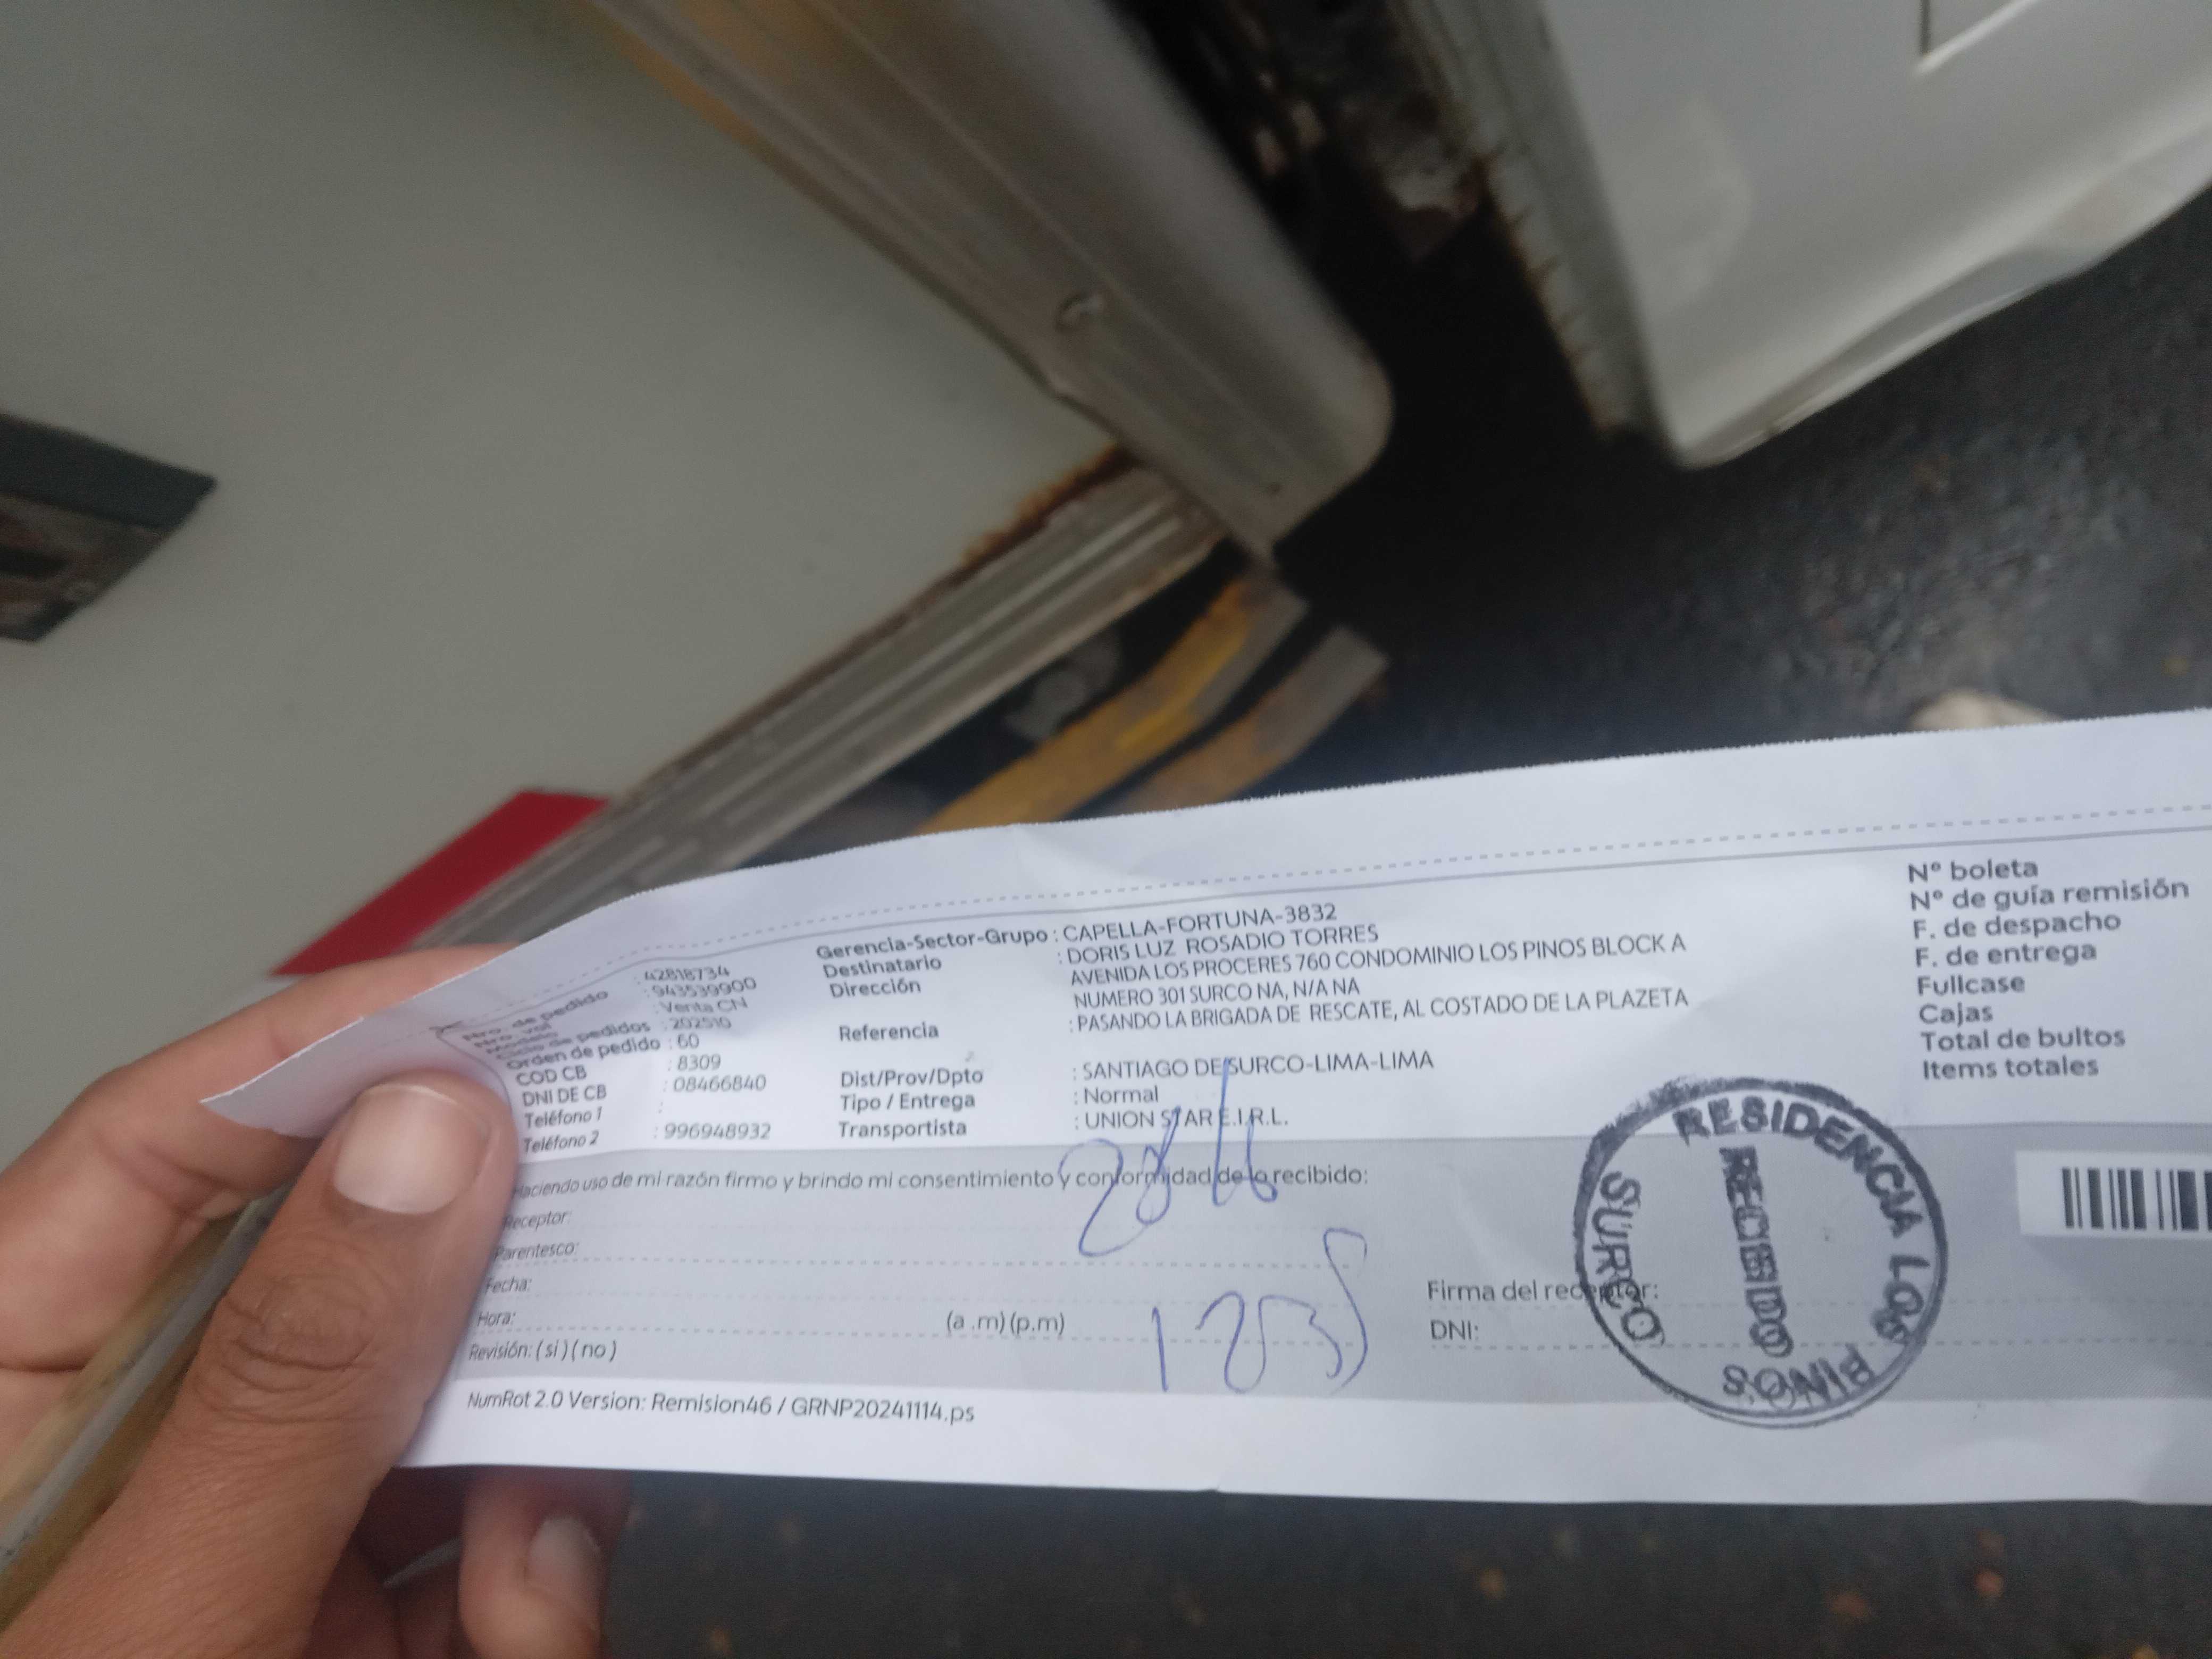 Nro. de pedido : 42818734
Nro. vol : 943539900
Modelo : Venta CN
Ciclo de pedidos : 202510
Orden de pedido : 60
COD CB : 8309
DNI DE CB : 08466840
Teléfono 1 :
Teléfono 2 : 996948932
Gerencia-Sector-Grupo : CAPELLA-FORTUNA-3832
Destinatario : DORIS LUZ ROSADIO TORRES
Dirección AVENIDA LOS PROCERES 760 CONDOMINIO LOS PINOS BLOCK A
NUMERO 301 SURCO NA, N/A NA
Referencia : PASANDO LA BRIGADA DE RESCATE, AL COSTADO DE LA PLAZETA
Dist/Prov/Dpto : SANTIAGO DE SURCO-LIMA-LIMA
Tipo / Entrega : Normal
Transportista : UNION STAR E.I.R.L.
Nº boleta
Nº de guía remisión
F. de despacho
F. de entrega
Fullcase
Cajas
Total de bultos
Items totales
Haciendo uso de mi razón firmo y brindo mi consentimiento y conformidad de lo recibido:
Receptor:
Parentesco:
Fecha:
Hora: (a .m) (p.m)
Revisión: ( si ) ( no )
Firma del receptor:
DNI:
RESIDENCIA LOS PINOS
RECIBIDO
SURCO
NumRot 2.0 Version: Remision46 / GRNP20241114.ps